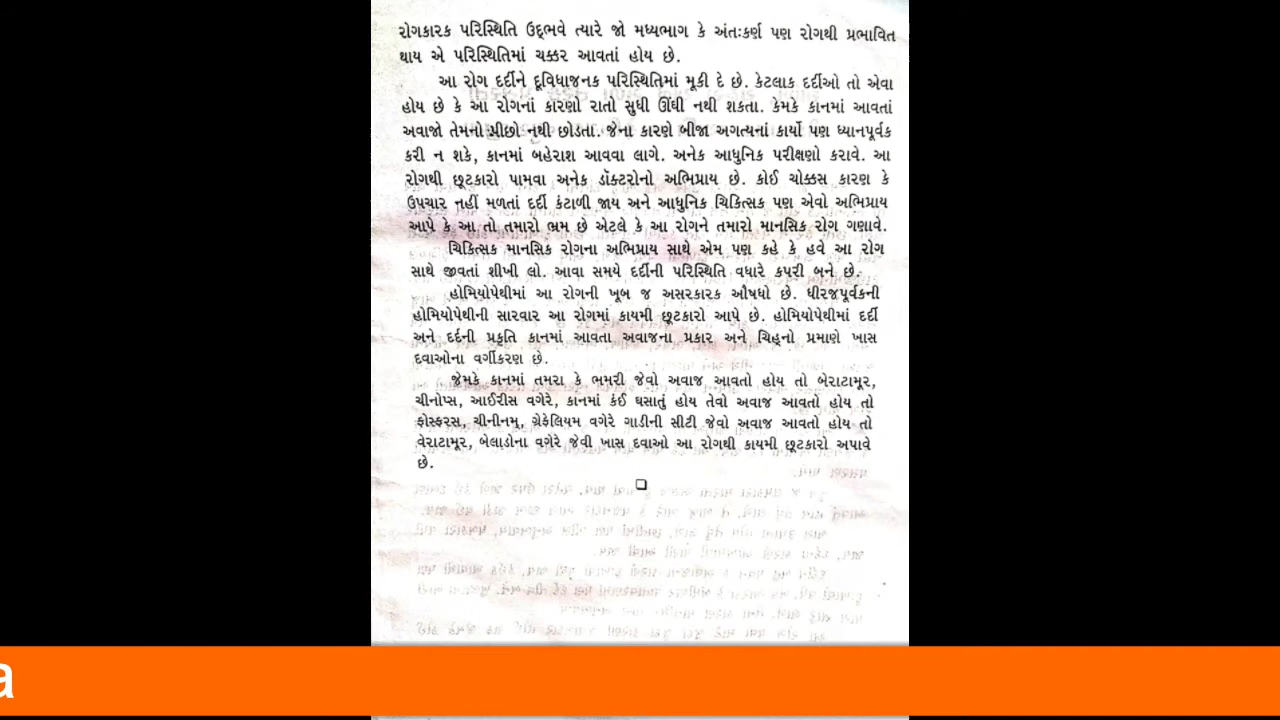 રોગકારક પરિસ્થિતિ ઉદ્દભવે ત્યારે જો મધ્યભાગ કે અંતઃકર્ણ પણ રોગથી પ્રભાવિત
થાય એ પરિસ્થિતિમાં ચક્કર આવતાં હોય છે.
આ રોગ દર્દીને દૂવિધાજનક પરિસ્થિતિમાં મૂકી દે છે. કેટલાક દર્દીઓ તો એવા
હોય છે કે આ રોગનાં કારણો રાતો સુધી ઊંઘી નથી શકતા. કેમકે કાનમાં આવતાં
અવાજો તેમનો પીછો નથી છોડતા. જેના કારણે બીજા અગત્યનાં કાર્યો પણ ધ્યાનપૂર્વક
કરી ન શકે, કાનમાં બહેરાશ આવવા લાગે. અનેક આધુનિક પરીક્ષણો કરાવે. આ
રોગથી છૂટકારો પામવા અનેક ડૉક્ટરોનો અભિપ્રાય છે. કોઈ ચોક્કસ કારણ કે
ઉપચાર નહીં મળતાં દર્દી કંટાળી જાય અને આધુનિક ચિકિત્સક પણ એવો અભિપ્રાય
આપે કે આ તો તમારો ભ્રમ છે એટલે કે આ રોગને તમારો માનસિક રોગ ગણાવે.
ચિકિત્સક માનસિક રોગના અભિપ્રાય સાથે એમ પણ કહે કે હવે આ રોગ
સાથે જીવતાં શીખી લો. આવા સમયે દર્દીની પરિસ્થિતિ વધારે કપરી બને છે.
હોમિયોપેથીમાં આ રોગની ખૂબ જ અસરકારક ઔષધો છે. ધીરજપૂર્વકની
હોમિયોપેથીની સારવાર આ રોગમાં કાયમી છૂટકારો આપે છે. હોમિયોપેથીમાં દર્દી
અને દર્દની પ્રકૃતિ કાનમાં આવતા અવાજના પ્રકાર અને ચિહ્નો પ્રમાણે ખાસ
દવાઓના વર્ગીકરણ છે.
જેમકે કાનમાં તમરા કે ભમરી જેવો અવાજ આવતો હોય તો બેરાટામૂર,
ચીનોપ્સ, આઈરીસ વગેરે, કાનમાં કંઈ ઘસાતું હોય તેવો અવાજ આવતો હોય તો
ફોસ્ફરસ, ચીનીનમ્, ગ્રેફેલિયમ વગેરે ગાડીની સીટી જેવો અવાજ આવતો હોય તો
વેરાટામૂર, બેલાડોના વગેરે જેવી ખાસ દવાઓ આ રોગથી કાયમી છૂટકારો અપાવે
છે.
a